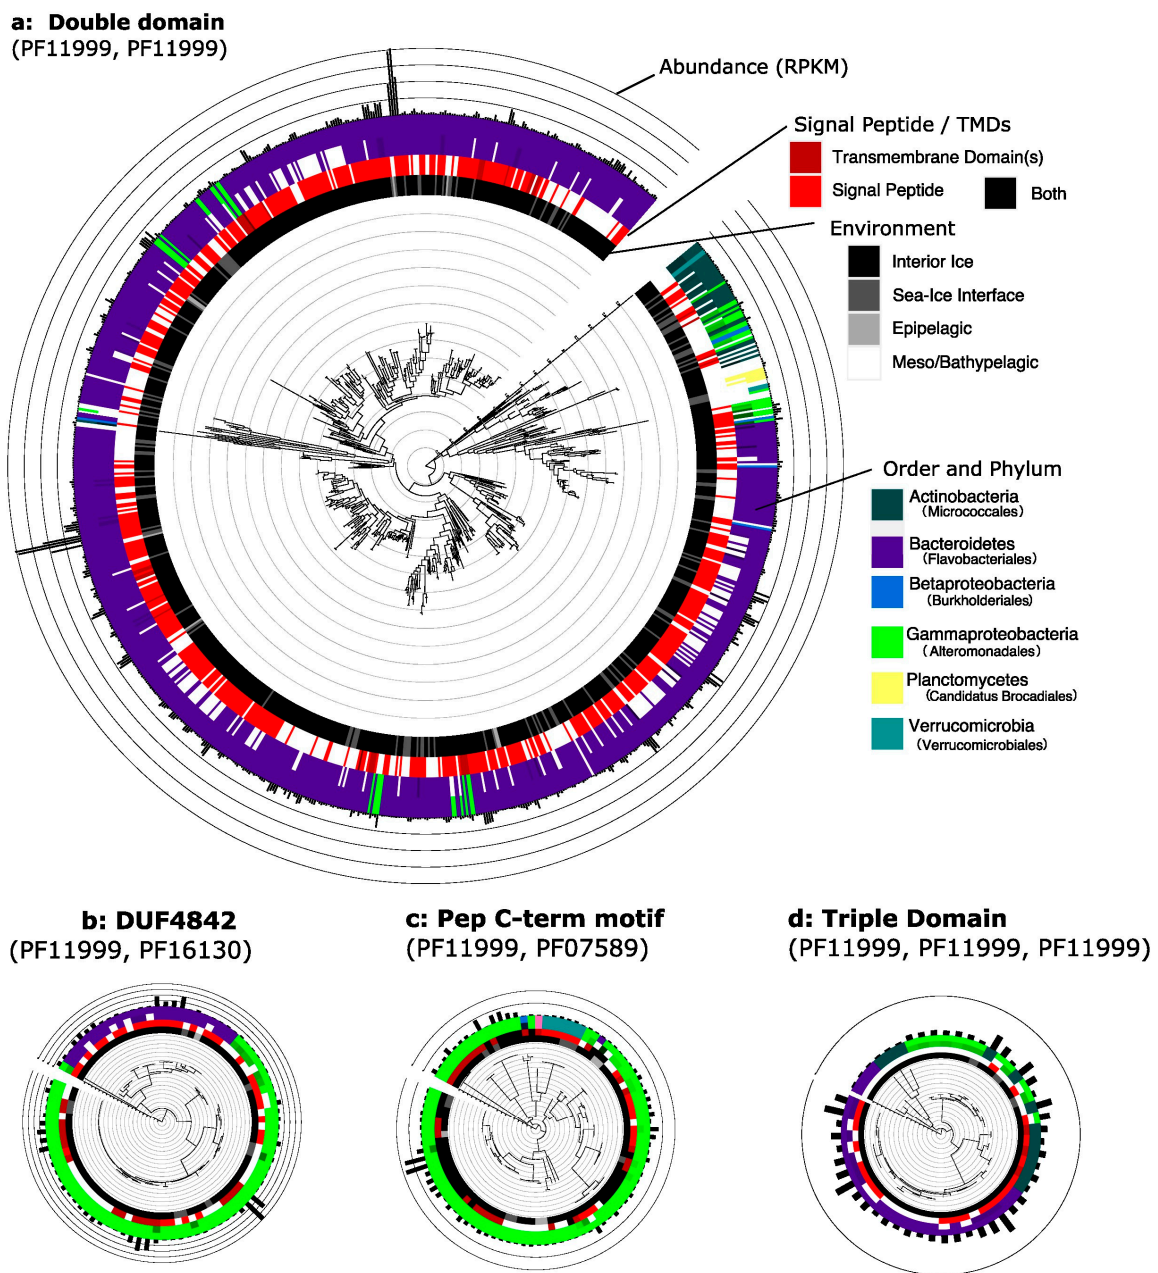 a:  Double domain
(PF11999, PF11999)
Abundance (RPKM)
Signal Peptide / TMDs
Transmembrane Domain(s)
Signal Peptide
Both
Environment
Interior Ice
Sea-Ice Interface
Epipelagic
Meso/Bathypelagic
Order and Phylum
Actinobacteria
(Micrococcales)
Bacteroidetes
(Flavobacteriales)
Betaproteobacteria
(Burkholderiales)
Gammaproteobacteria
(Alteromonadales)
Planctomycetes
(Candidatus Brocadiales)
Verrucomicrobia
(Verrucomicrobiales)
b: DUF4842
(PF11999, PF16130)
c: Pep C-term motif
(PF11999, PF07589)
d: Triple Domain
(PF11999, PF11999, PF11999)